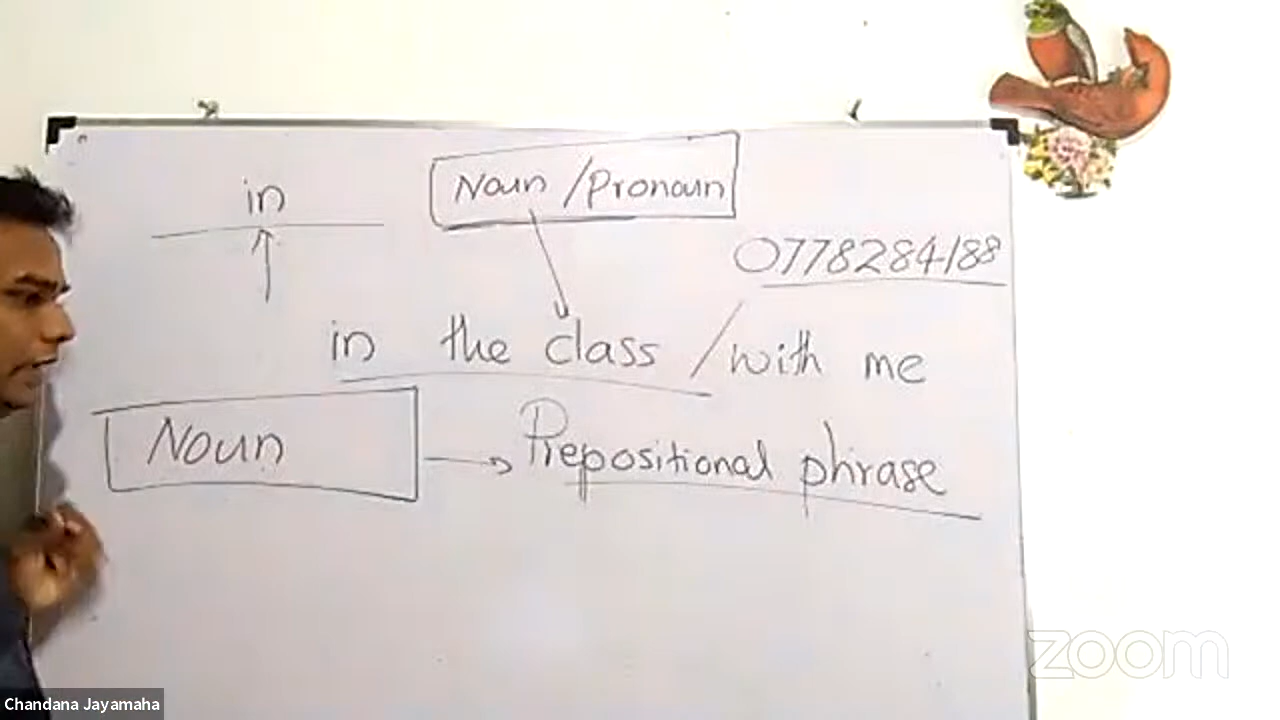 in
Noun / Pronoun
0778284188
in the class / with me
Noun
Prepositional phrase
zoom
Chandana Jayamaha